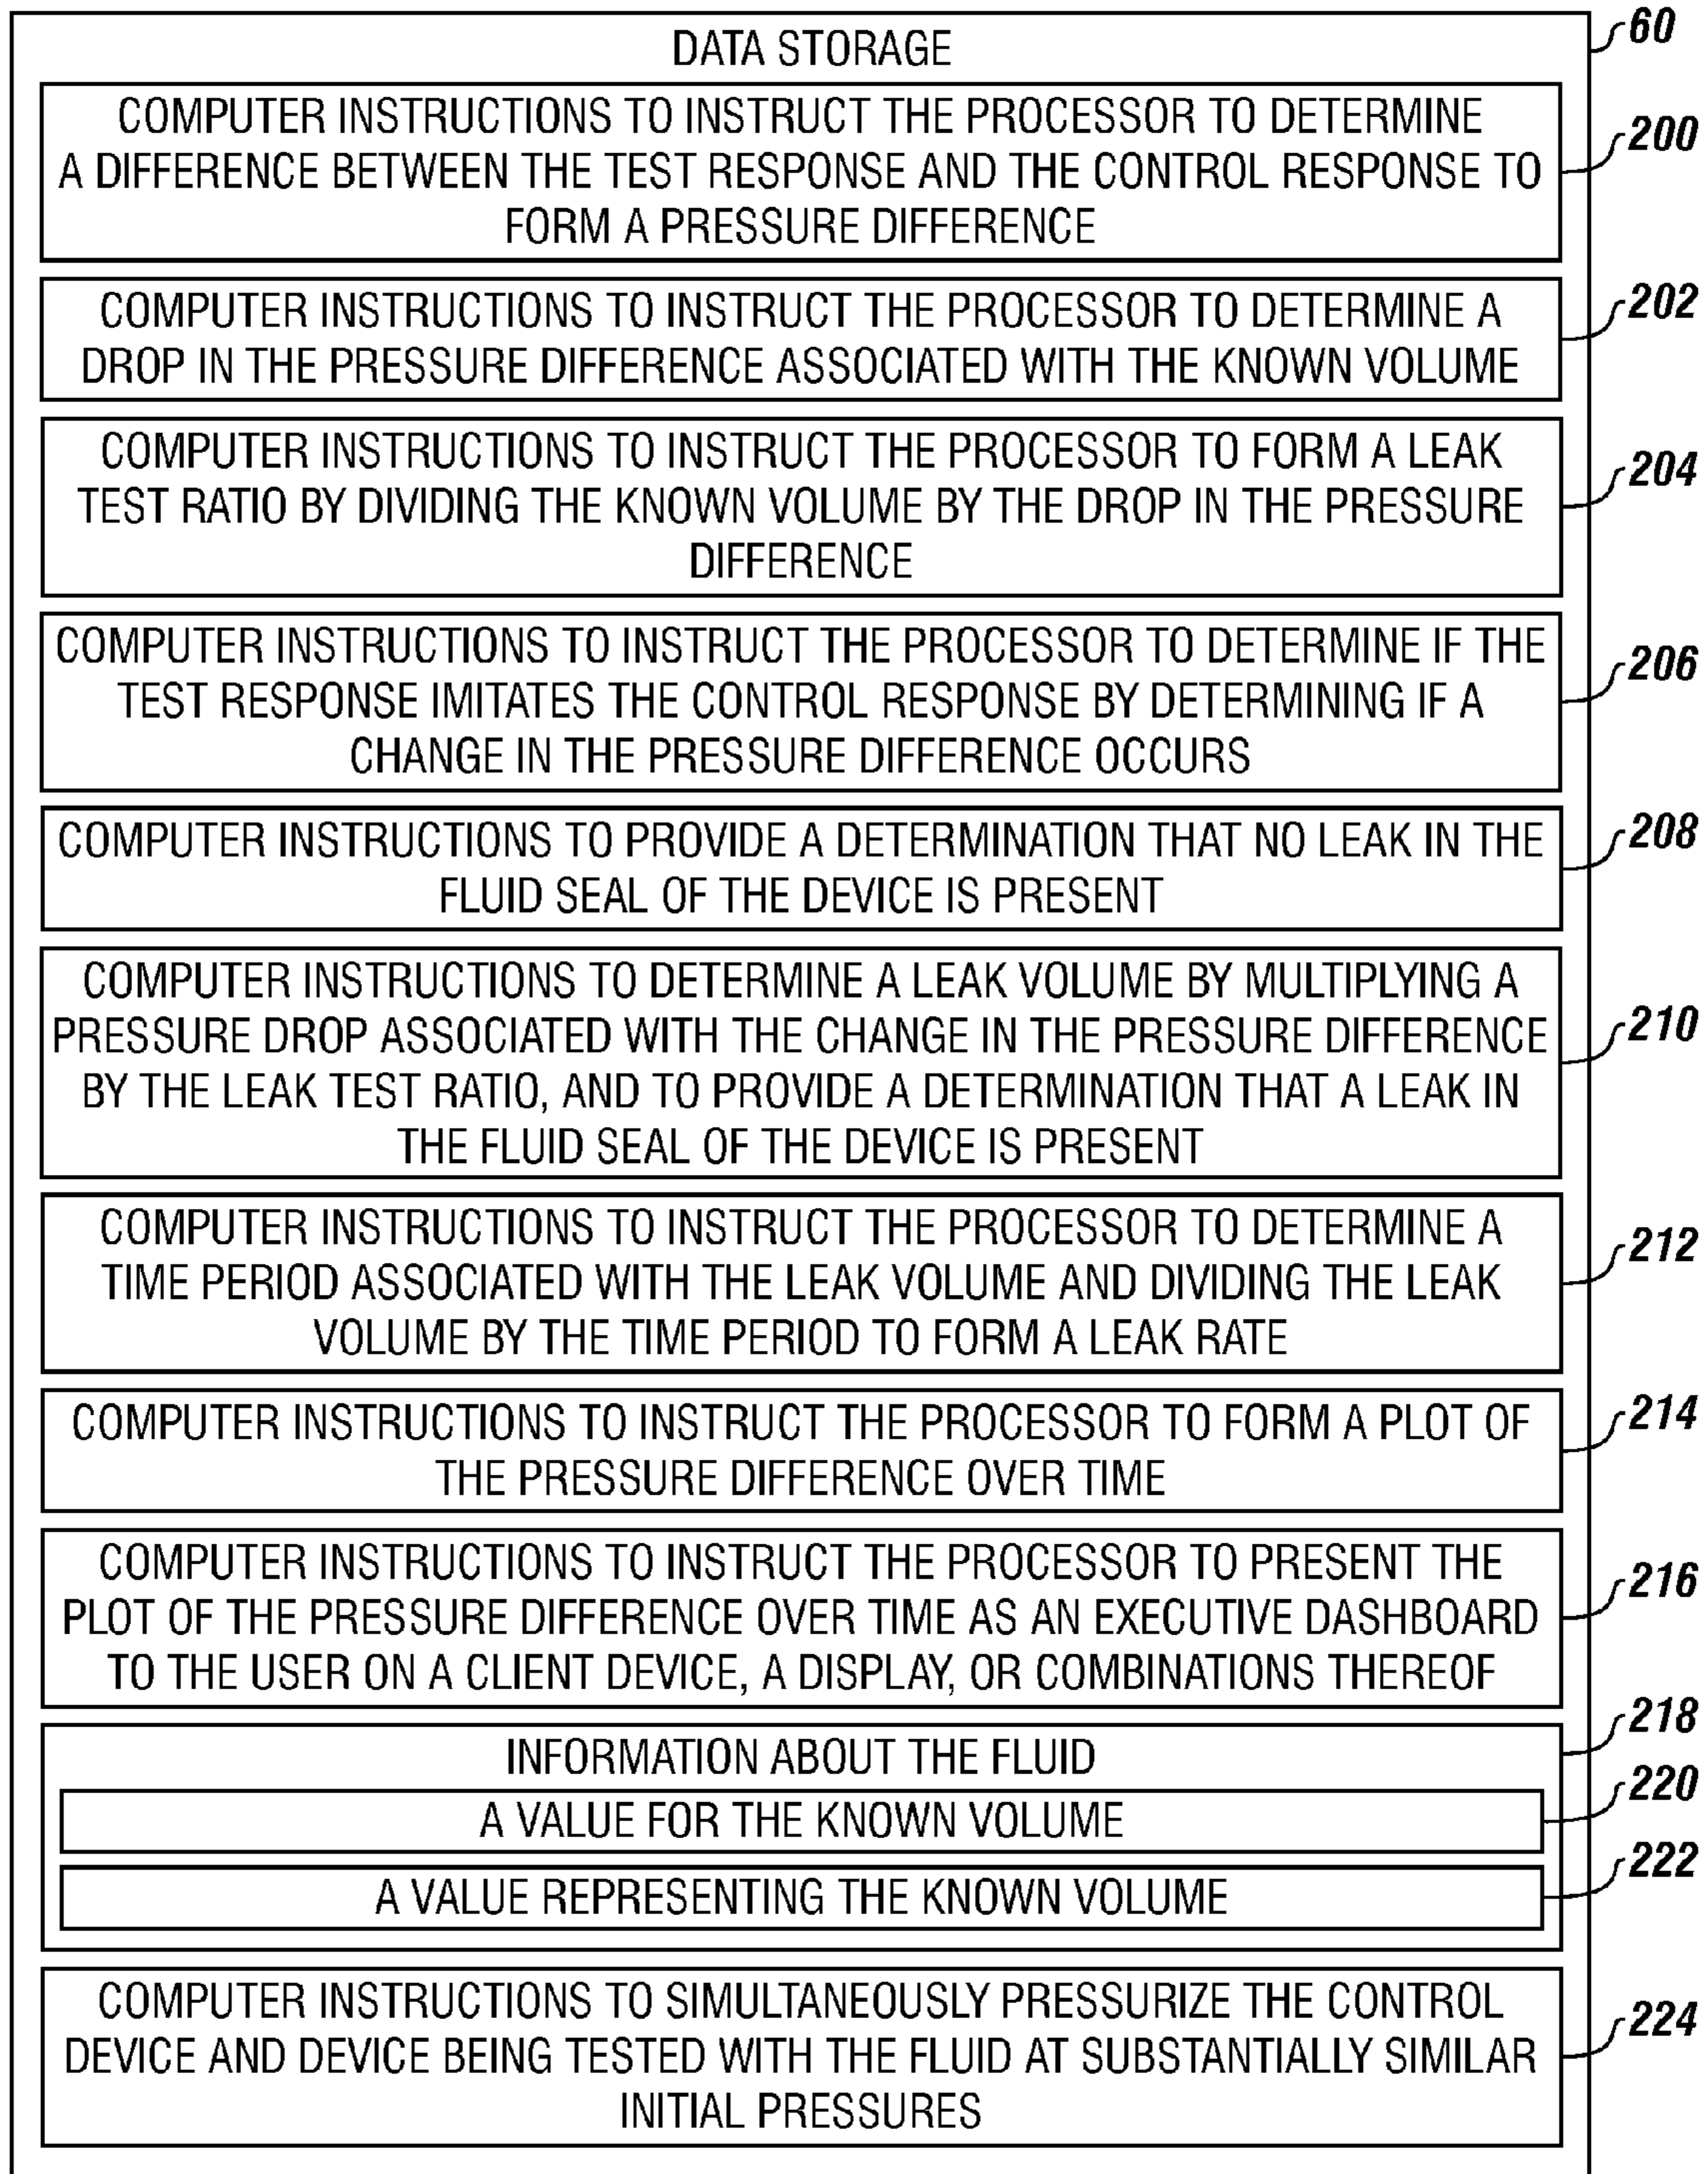 DATA STORAGE
60
COMPUTER INSTRUCTIONS TO INSTRUCT THE PROCESSOR TO DETERMINE
A DIFFERENCE BETWEEN THE TEST RESPONSE AND THE CONTROL RESPONSE TO
FORM A PRESSURE DIFFERENCE
200
COMPUTER INSTRUCTIONS TO INSTRUCT THE PROCESSOR TO DETERMINE A
DROP IN THE PRESSURE DIFFERENCE ASSOCIATED WITH THE KNOWN VOLUME
202
COMPUTER INSTRUCTIONS TO INSTRUCT THE PROCESSOR TO FORM A LEAK
TEST RATIO BY DIVIDING THE KNOWN VOLUME BY THE DROP IN THE PRESSURE
DIFFERENCE
204
COMPUTER INSTRUCTIONS TO INSTRUCT THE PROCESSOR TO DETERMINE IF THE
TEST RESPONSE IMITATES THE CONTROL RESPONSE BY DETERMINING IF A
CHANGE IN THE PRESSURE DIFFERENCE OCCURS
206
COMPUTER INSTRUCTIONS TO PROVIDE A DETERMINATION THAT NO LEAK IN THE
FLUID SEAL OF THE DEVICE IS PRESENT
208
COMPUTER INSTRUCTIONS TO DETERMINE A LEAK VOLUME BY MULTIPLYING A
PRESSURE DROP ASSOCIATED WITH THE CHANGE IN THE PRESSURE DIFFERENCE
BY THE LEAK TEST RATIO, AND TO PROVIDE A DETERMINATION THAT A LEAK IN
THE FLUID SEAL OF THE DEVICE IS PRESENT
210
COMPUTER INSTRUCTIONS TO INSTRUCT THE PROCESSOR TO DETERMINE A
TIME PERIOD ASSOCIATED WITH THE LEAK VOLUME AND DIVIDING THE LEAK
VOLUME BY THE TIME PERIOD TO FORM A LEAK RATE
212
COMPUTER INSTRUCTIONS TO INSTRUCT THE PROCESSOR TO FORM A PLOT OF
THE PRESSURE DIFFERENCE OVER TIME
214
COMPUTER INSTRUCTIONS TO INSTRUCT THE PROCESSOR TO PRESENT THE
PLOT OF THE PRESSURE DIFFERENCE OVER TIME AS AN EXECUTIVE DASHBOARD
TO THE USER ON A CLIENT DEVICE, A DISPLAY, OR COMBINATIONS THEREOF
216
INFORMATION ABOUT THE FLUID
218
A VALUE FOR THE KNOWN VOLUME
220
A VALUE REPRESENTING THE KNOWN VOLUME
222
COMPUTER INSTRUCTIONS TO SIMULTANEOUSLY PRESSURIZE THE CONTROL
DEVICE AND DEVICE BEING TESTED WITH THE FLUID AT SUBSTANTIALLY SIMILAR
INITIAL PRESSURES
224